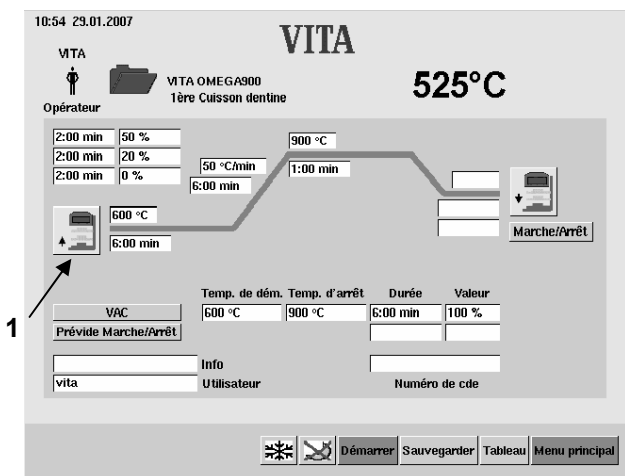 10:54 29.01.2007
VITA
VITA
VITA OMEGA900
1ère Cuisson dentine
525°C
Opérateur
2:00 min 50 %
2:00 min 20 %
2:00 min 0 %
900 °C
50 °C/min
1:00 min
6:00 min
600 °C
6:00 min
Marche/Arrêt
1
Temp. de dém. Temp. d'arrêt Durée Valeur
VAC
600 °C 900 °C 6:00 min 100 %
Prévide Marche/Arrêt
Info
vita Utilisateur Numéro de cde
Démarrer Sauvegarder Tableau Menu principal